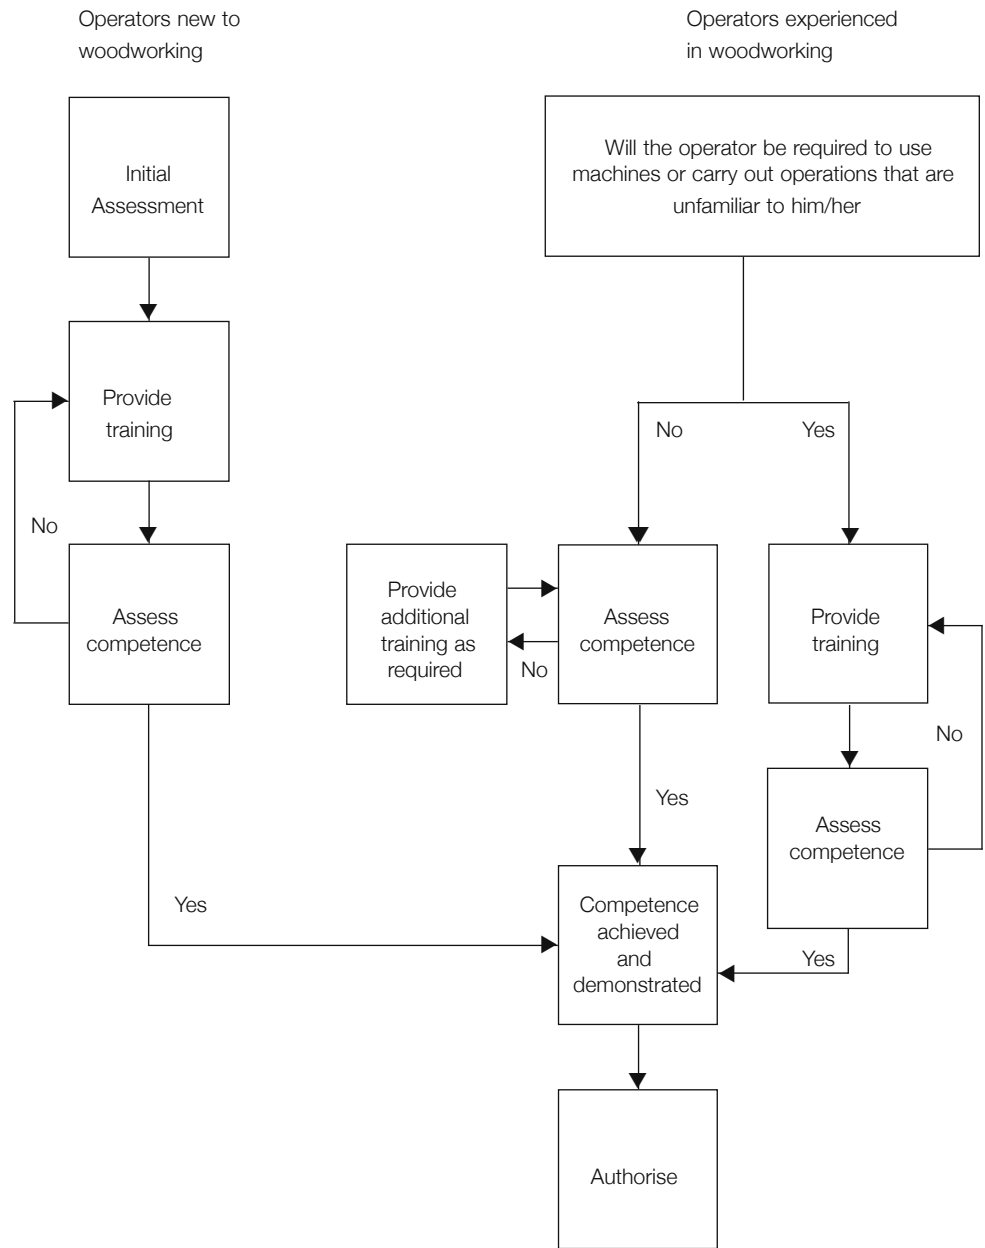 Operators new to
woodworking
Operators experienced
in woodworking
Initial
Assessment
Will the operator be required to use
machines or carry out operations that are
unfamiliar to him/her
Provide
training
No
Yes
No
Assess
competence
Provide
additional
training as
required
No
Assess
competence
Provide
training
No
Yes
Assess
competence
Yes
Competence
achieved
and
demonstrated
Yes
Authorise